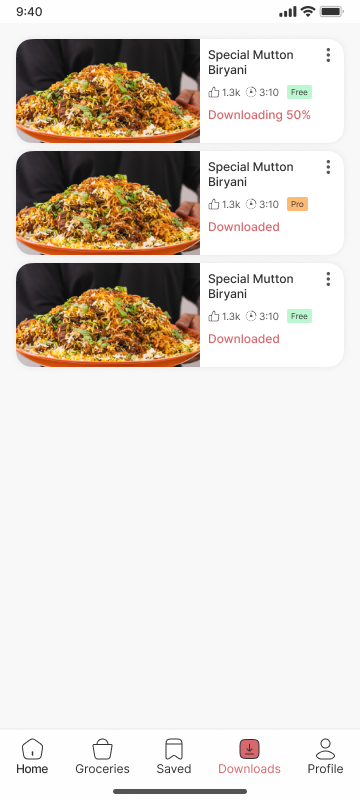 9:40
Special Mutton
Biryani
1.3k 3:10 Free
Downloading 50%
Special Mutton
Biryani
1.3k 3:10 Pro
Downloaded
Special Mutton
Biryani
1.3k 3:10 Free
Downloaded
Home Groceries Saved Downloads Profile